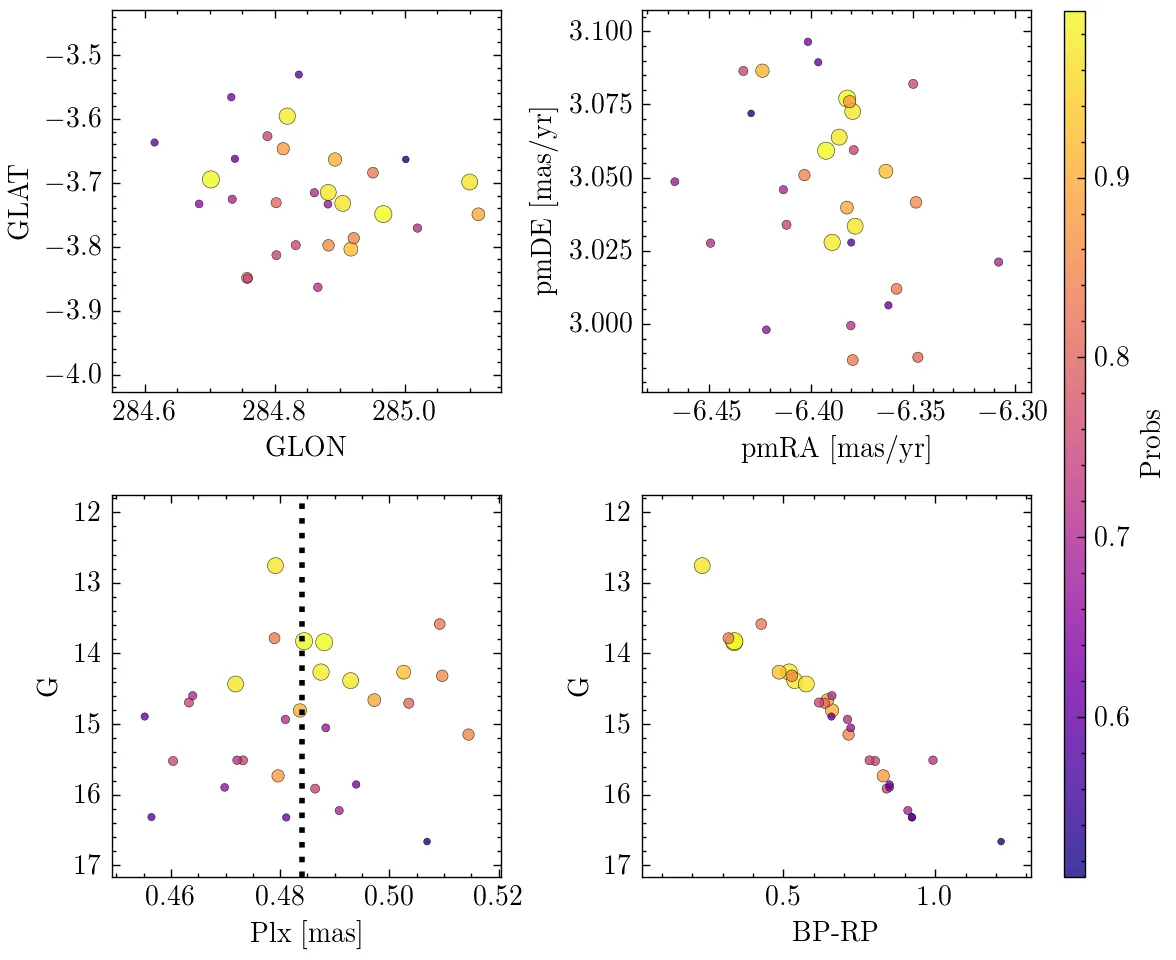 −3.5
−3.6
−3.7
−3.8
−3.9
−4.0
GLAT
284.6 284.8 285.0
GLON
3.100
3.075
3.050
3.025
3.000
pmDE [mas/yr]
−6.45 −6.40 −6.35 −6.30
pmRA [mas/yr]
12
13
14
15
16
17
G
0.46 0.48 0.50 0.52
Plx [mas]
12
13
14
15
16
17
G
0.5 1.0
BP-RP
0.9
0.8
0.7
0.6
Probs